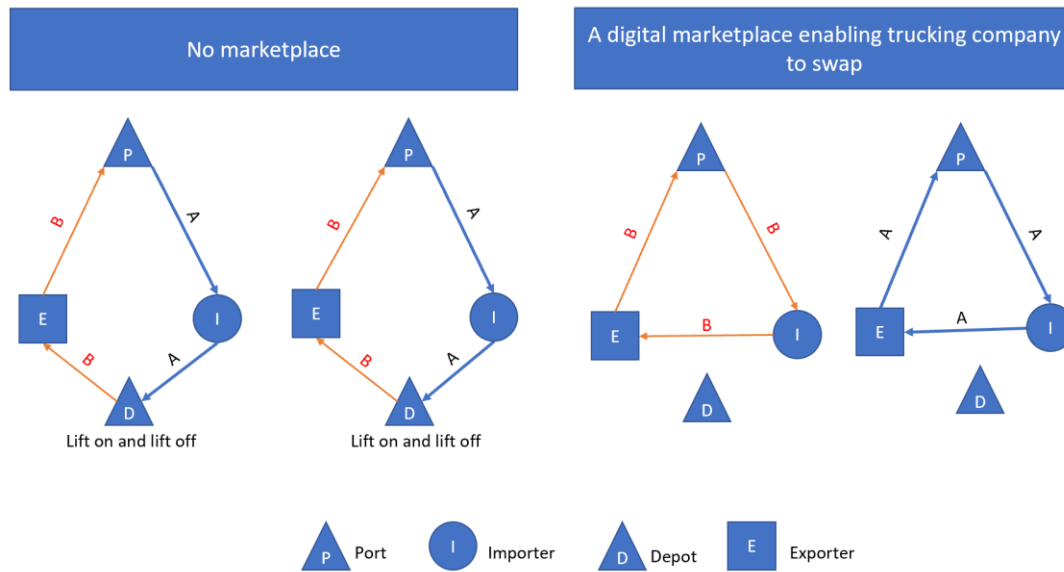 No marketplace
A digital marketplace enabling trucking company
to swap
P
B
A
E
I
B
A
D
Lift on and lift off
P
B
A
E
I
B
A
D
Lift on and lift off
P
B
B
E
B
I
D
P
A
A
E
A
I
D
P Port
I Importer
D Depot
E Exporter